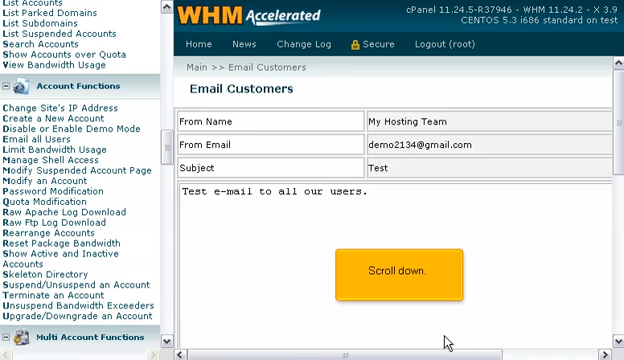 List Accounts
List Parked Domains
List Subdomains
List Suspended Accounts
Search Accounts
Show Accounts over Quota
View Bandwidth Usage
Account Functions
Change Site's IP Address
Create a New Account
Disable or Enable Demo Mode
Email all Users
Limit Bandwidth Usage
Manage Shell Access
Modify Suspended Account Page
Modify an Account
Password Modification
Quota Modification
Raw Apache Log Download
Raw Ftp Log Download
Rearrange Accounts
Reset Package Bandwidth
Show Active and Inactive
Accounts
Skeleton Directory
Suspend/Unsuspend an Account
Terminate an Account
Unsuspend Bandwidth Exceeders
Upgrade/Downgrade an Account
Multi Account Functions
WHM Accelerated
cPanel 11.24.5-R37946 - WHM 11.24.2 - X 3.9
CENTOS 5.3 i686 standard on test
Home News Change Log Secure Logout (root)
Main >> Email Customers
Email Customers
From Name My Hosting Team
From Email demo2134@gmail.com
Subject Test
Test e-mail to all our users.
Scroll down.